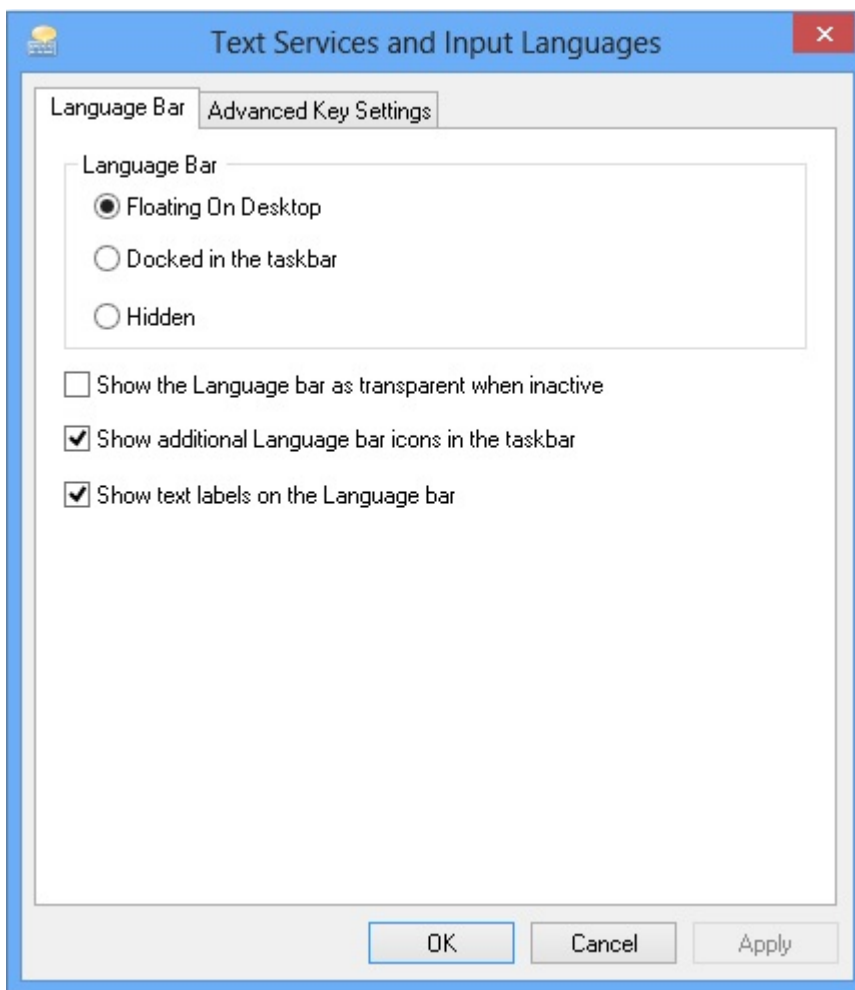 Text Services and Input Languages
Language Bar
Advanced Key Settings
Language Bar
Floating On Desktop
Docked in the taskbar
Hidden
Show the Language bar as transparent when inactive
Show additional Language bar icons in the taskbar
Show text labels on the Language bar
OK
Cancel
Apply